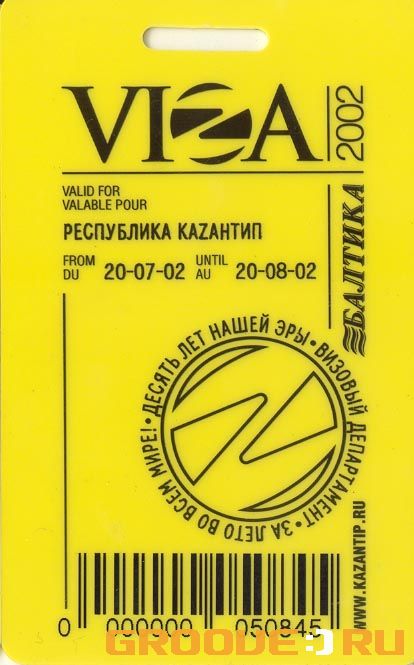 VIZA
2002
VALID FOR
VALABLE POUR
РЕСПУБЛИКА КАZАНТИП
FROM 20-07-02 UNTIL 20-08-02
DU AU
БАЛТИКА
ДЕСЯТЬ ЛЕТ НАШЕЙ ЭРЫ • ВИЗОВЫЙ ДЕПАРТАМЕНТ • ЗА ЛЕТО ВО ВСЕМ МИРЕ! •
WWW.KAZANTIP.RU
0 000000 050845
GROODE.RU